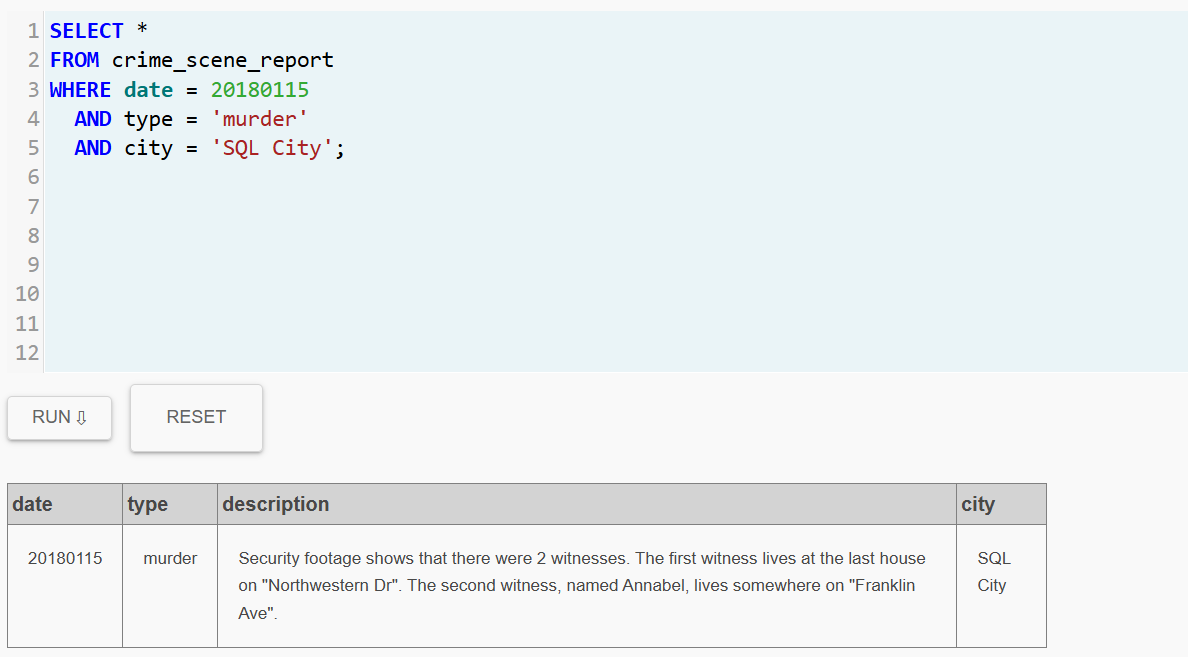 1 SELECT *
2 FROM crime_scene_report
3 WHERE date = 20180115
4   AND type = 'murder'
5   AND city = 'SQL City';
6
7
8
9
10
11
12
RUN ⇩ RESET
date type description city
20180115 murder Security footage shows that there were 2 witnesses. The first witness lives at the last house SQL
on "Northwestern Dr". The second witness, named Annabel, lives somewhere on "Franklin City
Ave".